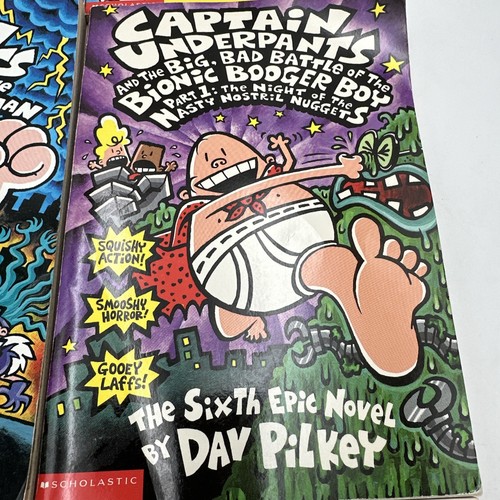 CAPTAIN
UNDERPANTS
AND THE BIG, BAD BATTLE OF THE
BIONIC BOOGER BOY
PART 1: THE NIGHT OF THE
NASTY NOSTRIL NUGGETS
SQUISHY
ACTION!
SMOOSHY
HORROR!
GOOEY
LAFFS!
THE SIXTH EPIC NOVEL
BY DAV PILKEY
SCHOLASTIC